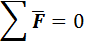 ∑ F̅ = 0